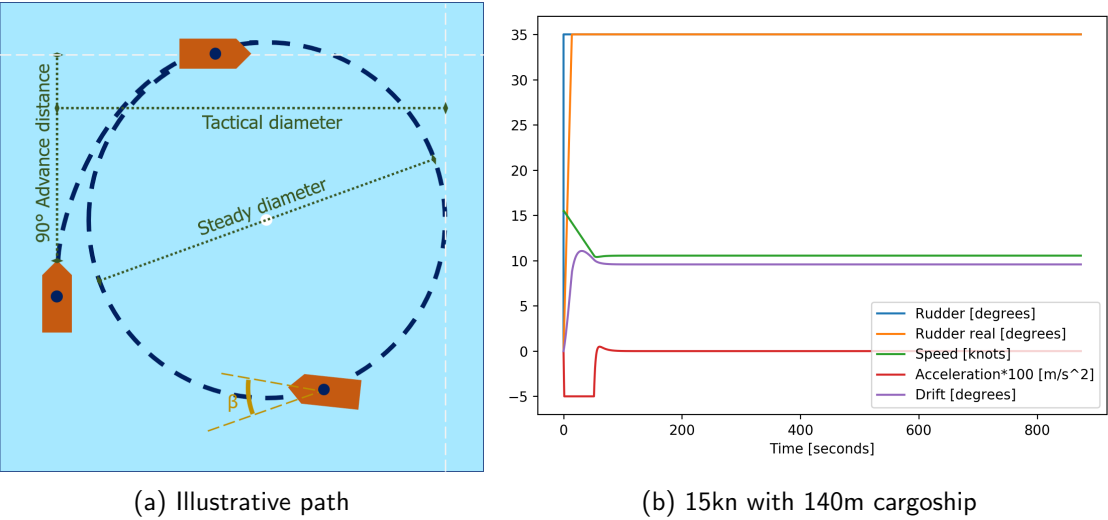 90° Advance distance
Tactical diameter
Steady diameter
β
35
30
25
20
15
10
5
0
−5
Rudder [degrees]
Rudder real [degrees]
Speed [knots]
Acceleration*100 [m/s^2]
Drift [degrees]
0
200
400
600
800
Time [seconds]
(a) Illustrative path
(b) 15kn with 140m cargoship